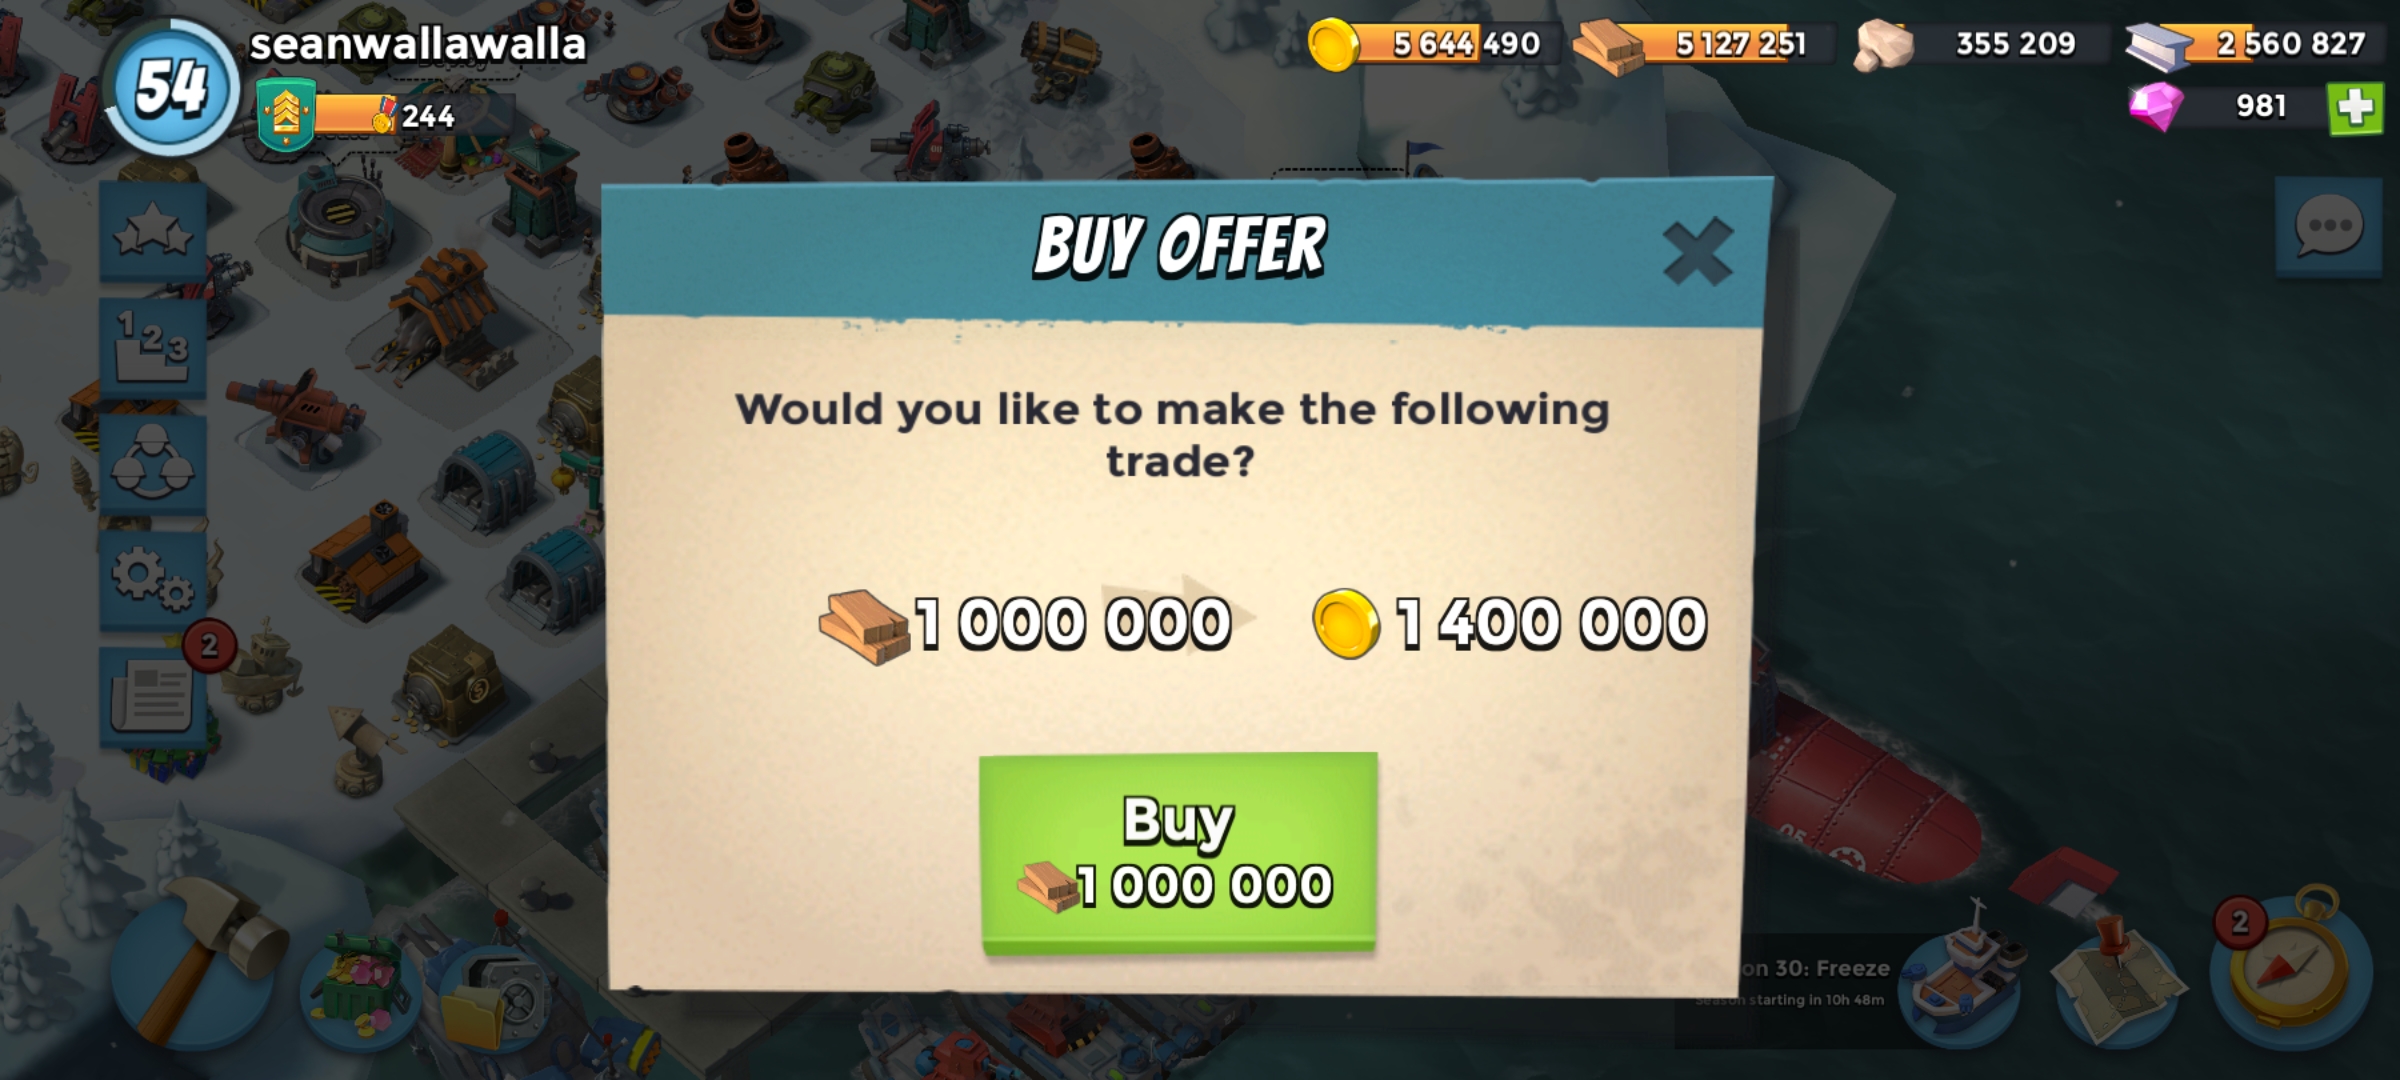 54
seanwallawalla
244
5 644 490
5 127 251
355 209
2 560 827
981
BUY OFFER
1 2 3
Would you like to make the following
trade?
1 000 000
1 400 000
2
Buy
1 000 000
05
2
on 30: Freeze
Season starting in 10h 48m